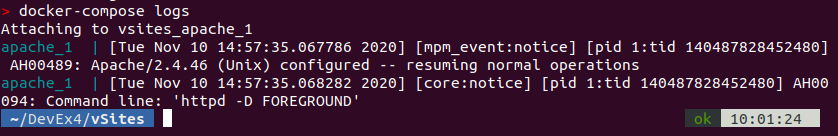 > docker-compose logs
Attaching to vsites_apache_1
apache_1  | [Tue Nov 10 14:57:35.067786 2020] [mpm_event:notice] [pid 1:tid 140487828452480]
 AH00489: Apache/2.4.46 (Unix) configured -- resuming normal operations
apache_1  | [Tue Nov 10 14:57:35.068282 2020] [core:notice] [pid 1:tid 140487828452480] AH00
094: Command line: 'httpd -D FOREGROUND'
~/DevEx4/vSites ok 10:01:24